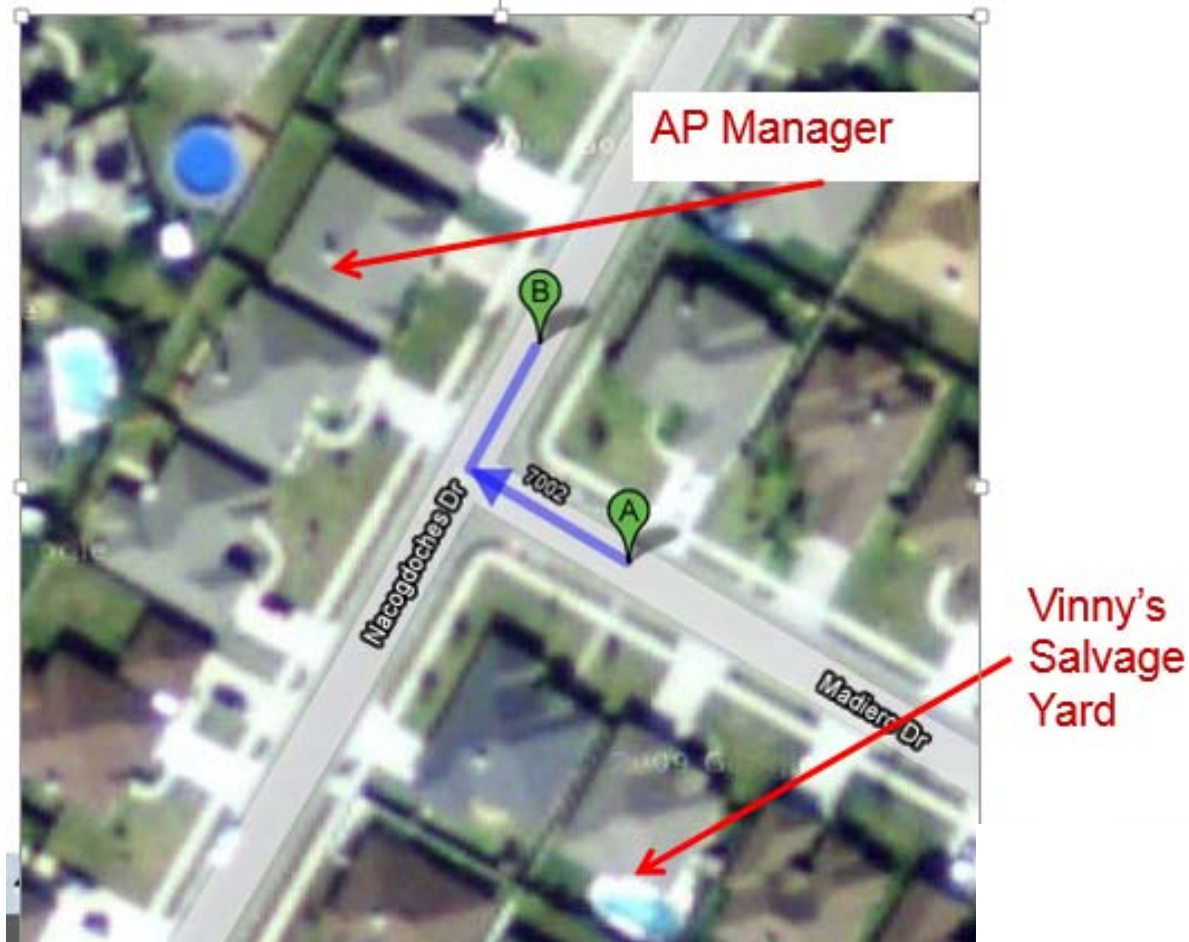 AP Manager
B
7002
A
Nacogdoches Dr
Madiero Dr
Vinny's
Salvage
Yard